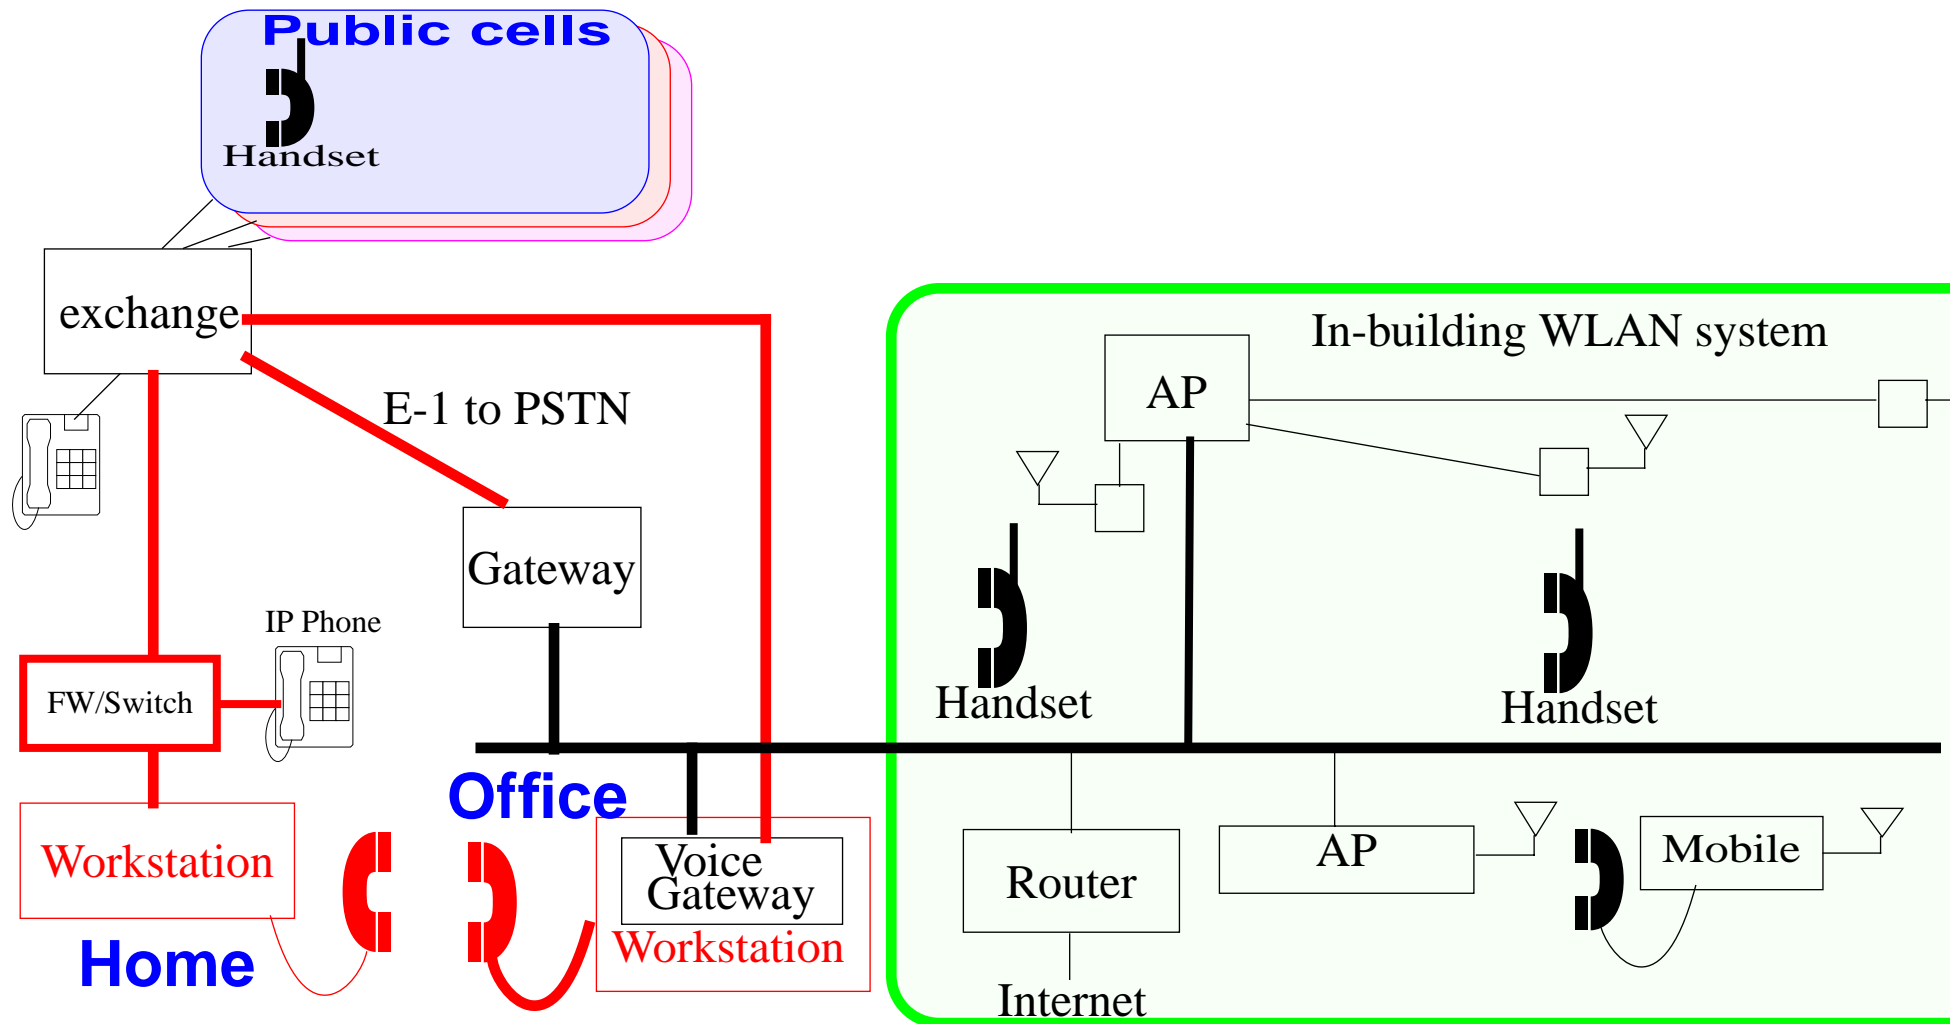 Public cells
Handset
exchange
In-building WLAN system
AP
E-1 to PSTN
Gateway
IP Phone
FW/Switch
Handset
Handset
Office
Workstation
Voice
Gateway
Workstation
Router
AP
Mobile
Home
Internet